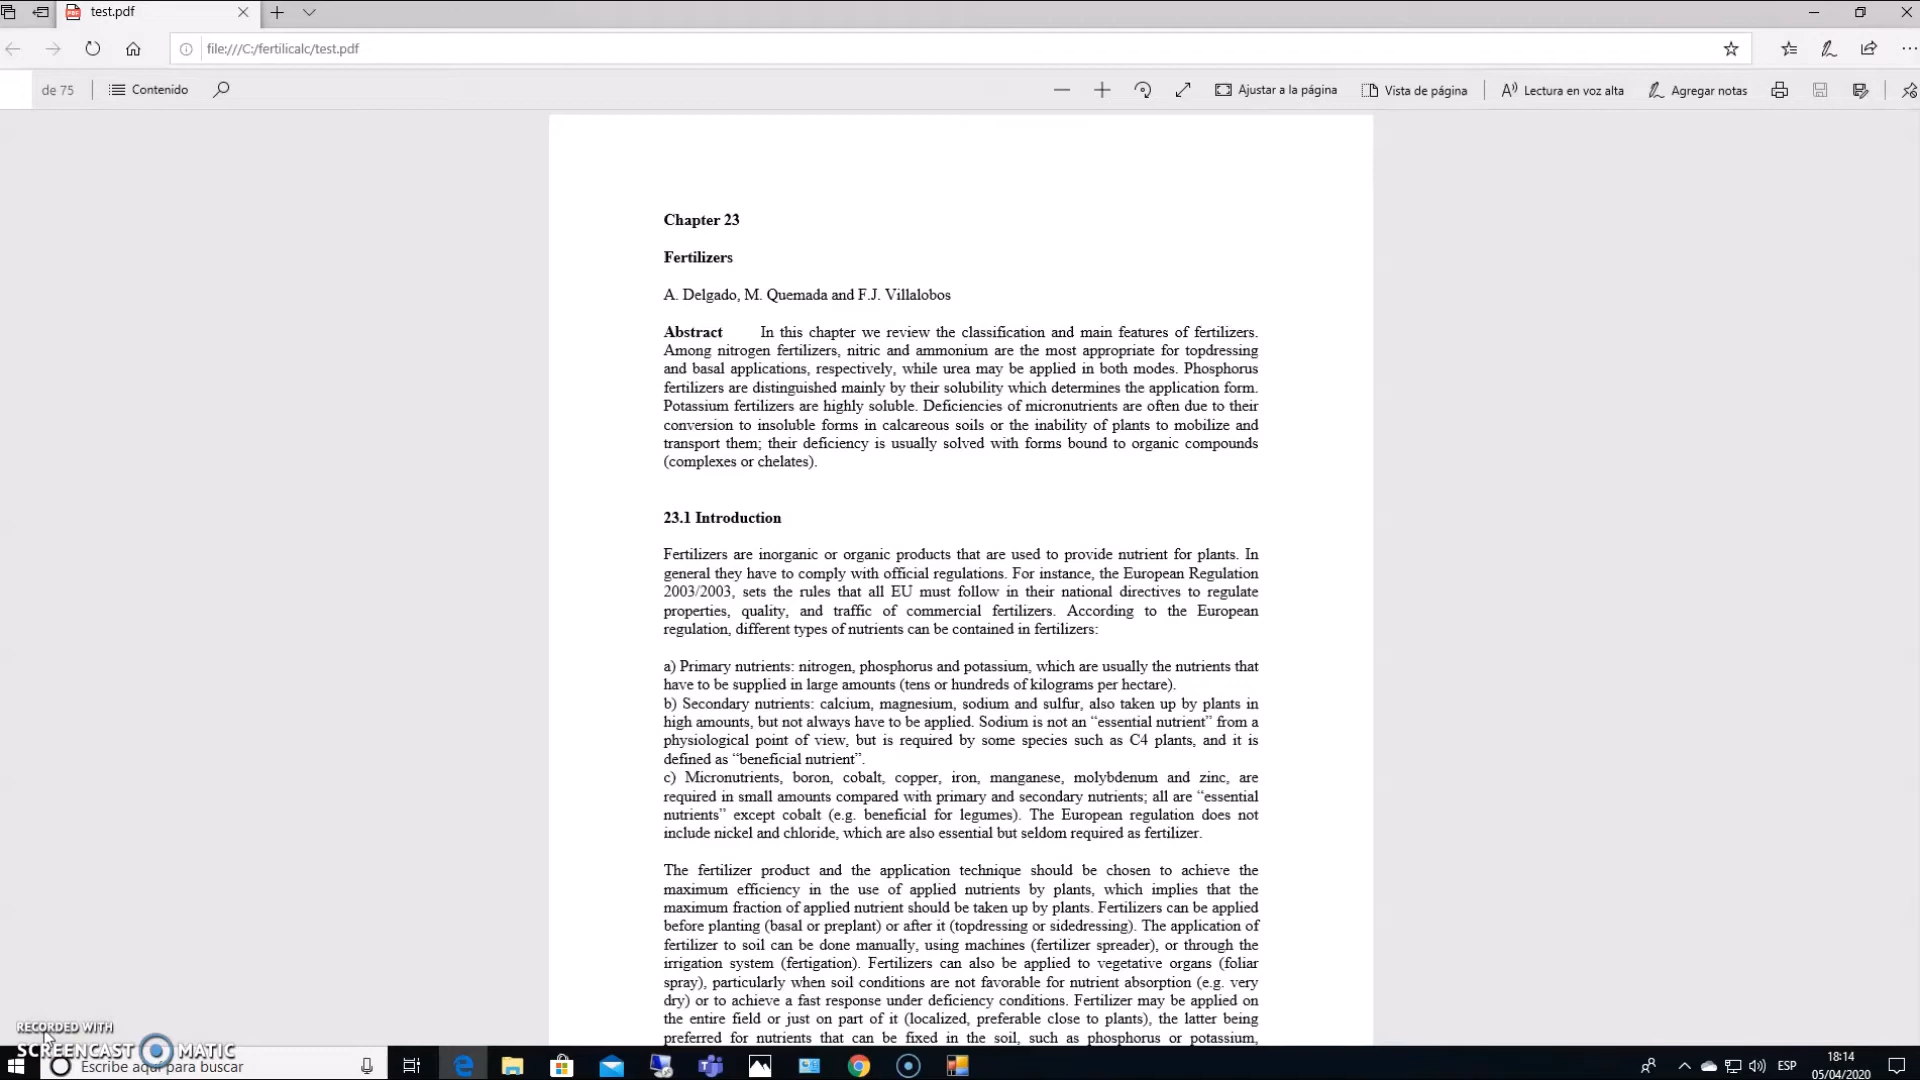 test.pdf
file:///C:/fertilicalc/test.pdf
de 75
Contenido
Ajustar a la página
Vista de página
Lectura en voz alta
Agregar notas
Chapter 23
Fertilizers
A. Delgado, M. Quemada and F.J. Villalobos
Abstract In this chapter we review the classification and main features of fertilizers.
Among nitrogen fertilizers, nitric and ammonium are the most appropriate for topdressing
and basal applications, respectively, while urea may be applied in both modes. Phosphorus
fertilizers are distinguished mainly by their solubility which determines the application form.
Potassium fertilizers are highly soluble. Deficiencies of micronutrients are often due to their
conversion to insoluble forms in calcareous soils or the inability of plants to mobilize and
transport them; their deficiency is usually solved with forms bound to organic compounds
(complexes or chelates).
23.1 Introduction
Fertilizers are inorganic or organic products that are used to provide nutrient for plants. In
general they have to comply with official regulations. For instance, the European Regulation
2003/2003, sets the rules that all EU must follow in their national directives to regulate
properties, quality, and traffic of commercial fertilizers. According to the European
regulation, different types of nutrients can be contained in fertilizers:
a) Primary nutrients: nitrogen, phosphorus and potassium, which are usually the nutrients that
have to be supplied in large amounts (tens or hundreds of kilograms per hectare).
b) Secondary nutrients: calcium, magnesium, sodium and sulfur, also taken up by plants in
high amounts, but not always have to be applied. Sodium is not an “essential nutrient” from a
physiological point of view, but is required by some species such as C4 plants, and it is
defined as “beneficial nutrient”.
c) Micronutrients, boron, cobalt, copper, iron, manganese, molybdenum and zinc, are
required in small amounts compared with primary and secondary nutrients; all are “essential
nutrients” except cobalt (e.g. beneficial for legumes). The European regulation does not
include nickel and chloride, which are also essential but seldom required as fertilizer.
The fertilizer product and the application technique should be chosen to achieve the
maximum efficiency in the use of applied nutrients by plants, which implies that the
maximum fraction of applied nutrient should be taken up by plants. Fertilizers can be applied
before planting (basal or preplant) or after it (topdressing or sidedressing). The application of
fertilizer to soil can be done manually, using machines (fertilizer spreader), or through the
irrigation system (fertigation). Fertilizers can also be applied to vegetative organs (foliar
spray), particularly when soil conditions are not favorable for nutrient absorption (e.g. very
dry) or to achieve a fast response under deficiency conditions. Fertilizer may be applied on
the entire field or just on part of it (localized, preferable close to plants), the latter being
preferred for nutrients that can be fixed in the soil, such as phosphorus or potassium,
RECORDED WITH
SCREENCAST MATIC
Escribe aquí para buscar
ESP
18:14
05/04/2020